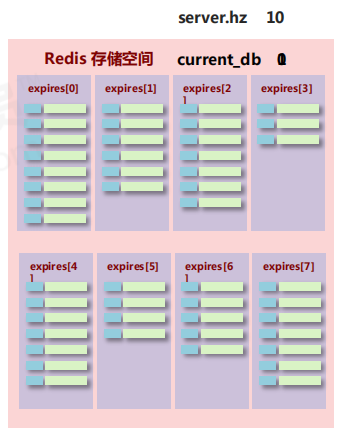 server.hz 10
Redis 存储空间 current_db
expires[0] expires[1] expires[2 expires[3]
]
expires[4 expires[5] expires[6 expires[7]
] ]